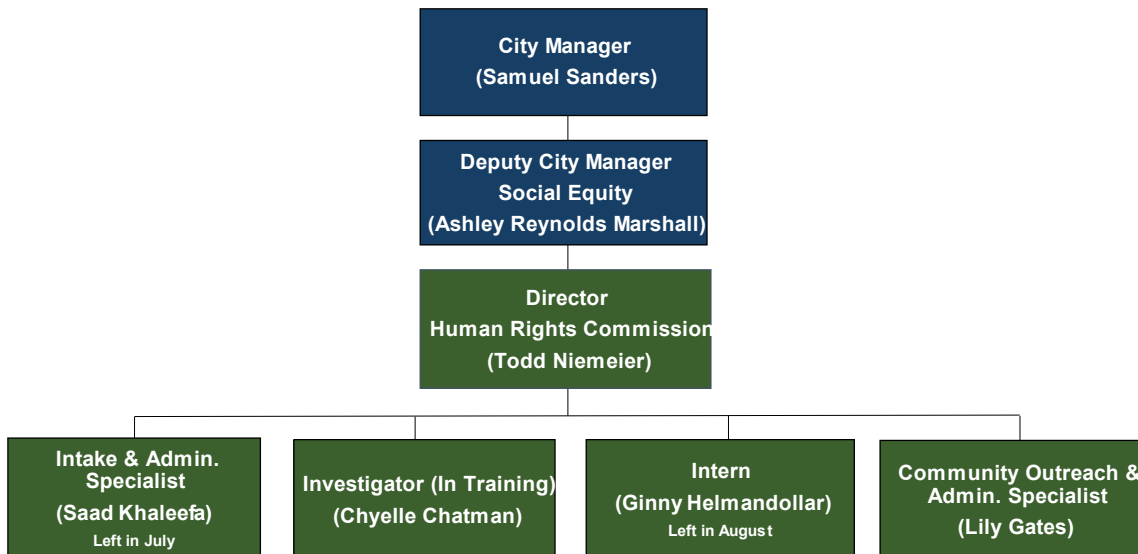 City Manager
(Samuel Sanders)
Deputy City Manager
Social Equity
(Ashley Reynolds Marshall)
Director
Human Rights Commission
(Todd Niemeier)
Intake & Admin.
Specialist
(Saad Khaleefa)
Left in July
Investigator (In Training)
(Chyelle Chatman)
Intern
(Ginny Helmandollar)
Left in August
Community Outreach &
Admin. Specialist
(Lily Gates)